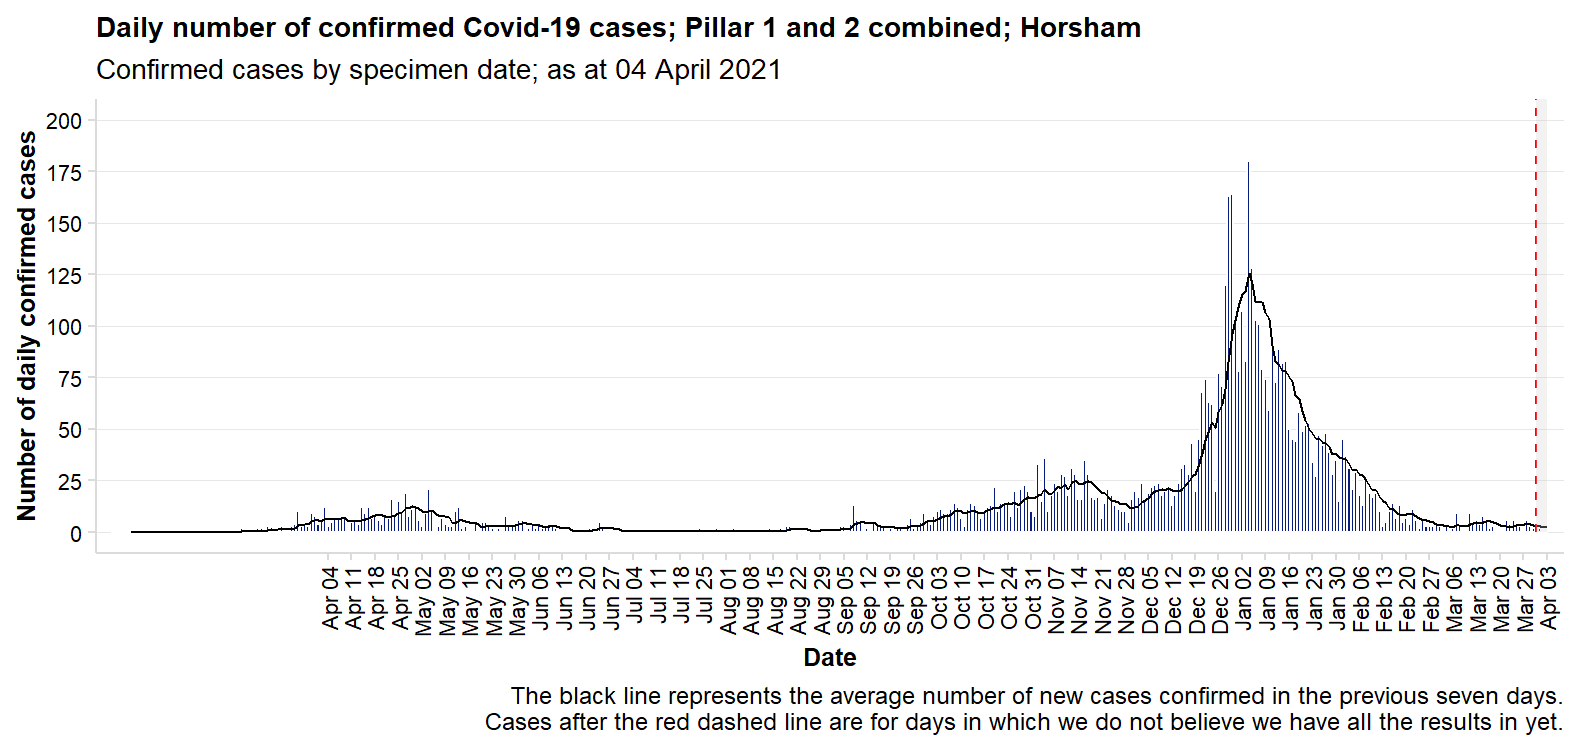 Daily number of confirmed Covid-19 cases; Pillar 1 and 2 combined; Horsham
Confirmed cases by specimen date; as at 04 April 2021
Number of daily confirmed cases
200
175
150
125
100
75
50
25
0
Apr 04
Apr 11
Apr 18
Apr 25
May 02
May 09
May 16
May 23
May 30
Jun 06
Jun 13
Jun 20
Jun 27
Jul 04
Jul 11
Jul 18
Jul 25
Aug 01
Aug 08
Aug 15
Aug 22
Aug 29
Sep 05
Sep 12
Sep 19
Sep 26
Oct 03
Oct 10
Oct 17
Oct 24
Oct 31
Nov 07
Nov 14
Nov 21
Nov 28
Dec 05
Dec 12
Dec 19
Dec 26
Jan 02
Jan 09
Jan 16
Jan 23
Jan 30
Feb 06
Feb 13
Feb 20
Feb 27
Mar 06
Mar 13
Mar 20
Mar 27
Apr 03
Date
The black line represents the average number of new cases confirmed in the previous seven days.
Cases after the red dashed line are for days in which we do not believe we have all the results in yet.